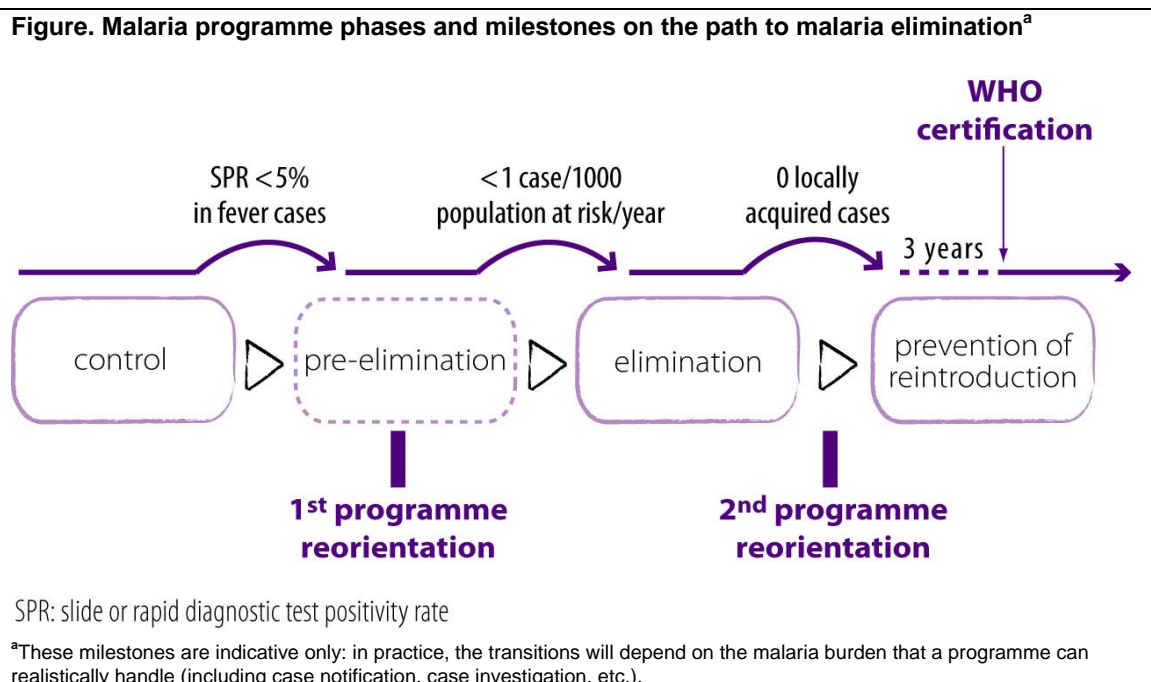 Figure. Malaria programme phases and milestones on the path to malaria eliminationᵃ
WHO
certification
SPR <5%
in fever cases
<1 case/1000
population at risk/year
0 locally
acquired cases
3 years
control
pre-elimination
elimination
prevention of
reintroduction
1st programme
reorientation
2nd programme
reorientation
SPR: slide or rapid diagnostic test positivity rate
ᵃThese milestones are indicative only: in practice, the transitions will depend on the malaria burden that a programme can
realistically handle (including case notification, case investigation, etc.).